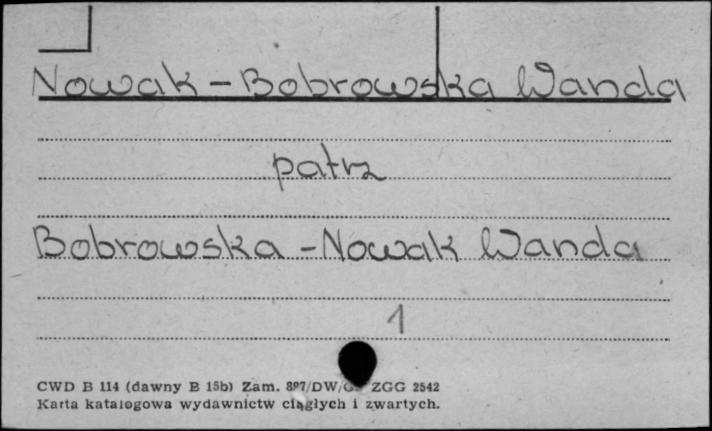 Nowak - Bobrowska Wanda
patrz
Bobrowska - Nowak Wanda
1
CWD B 114 (dawny B 15b) Zam. 897/DW/ ZGG 2542
Karta katalogowa wydawnictw ciągłych i zwartych.